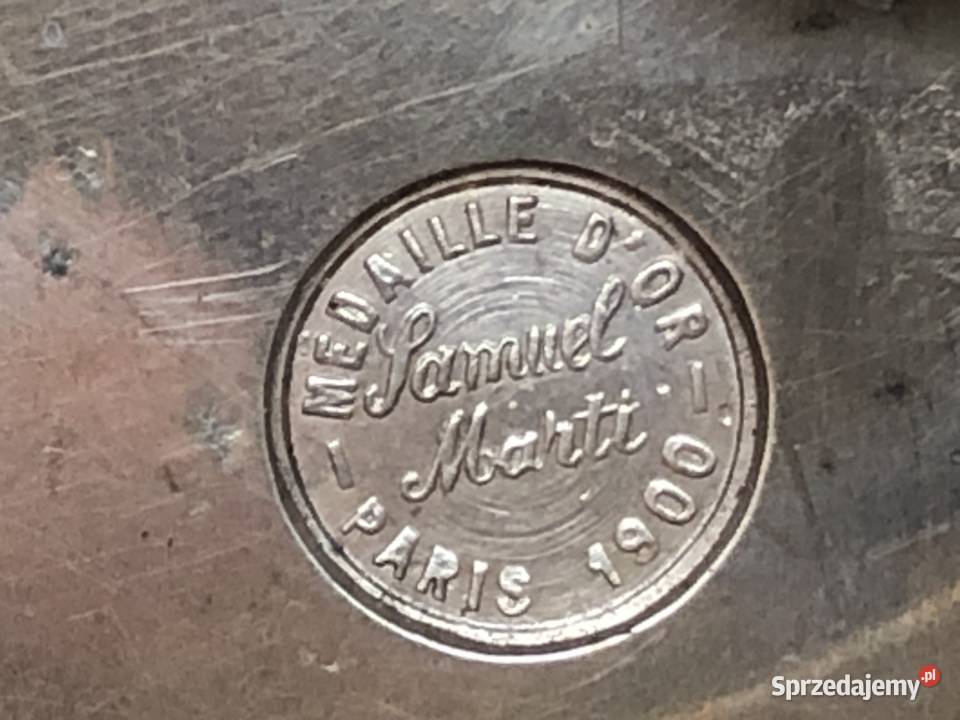 MÉDAILLE D'OR
Samuel
Marti
PARIS 1900
Sprzedajemy.pl